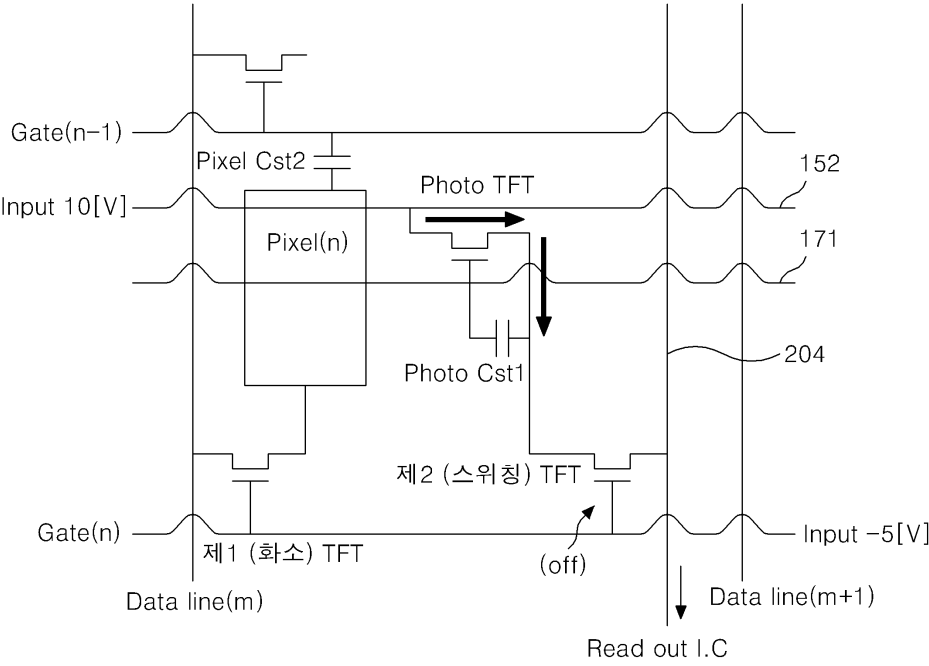 Gate(n-1)
Pixel Cst2
152
Photo TFT
Input 10[V]
Pixel(n)
171
204
Photo Cst1
제2 (스위칭) TFT
Gate(n)
Input -5[V]
제1 (화소) TFT
(off)
Data line(m)
Data line(m+1)
Read out I.C